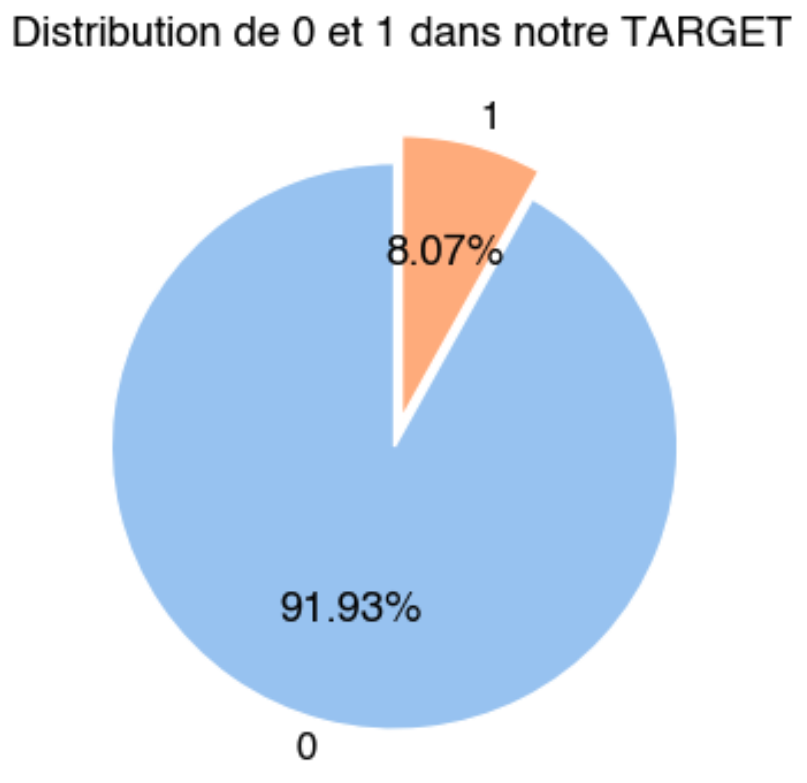 Distribution de 0 et 1 dans notre TARGET
1
8.07%
91.93%
0